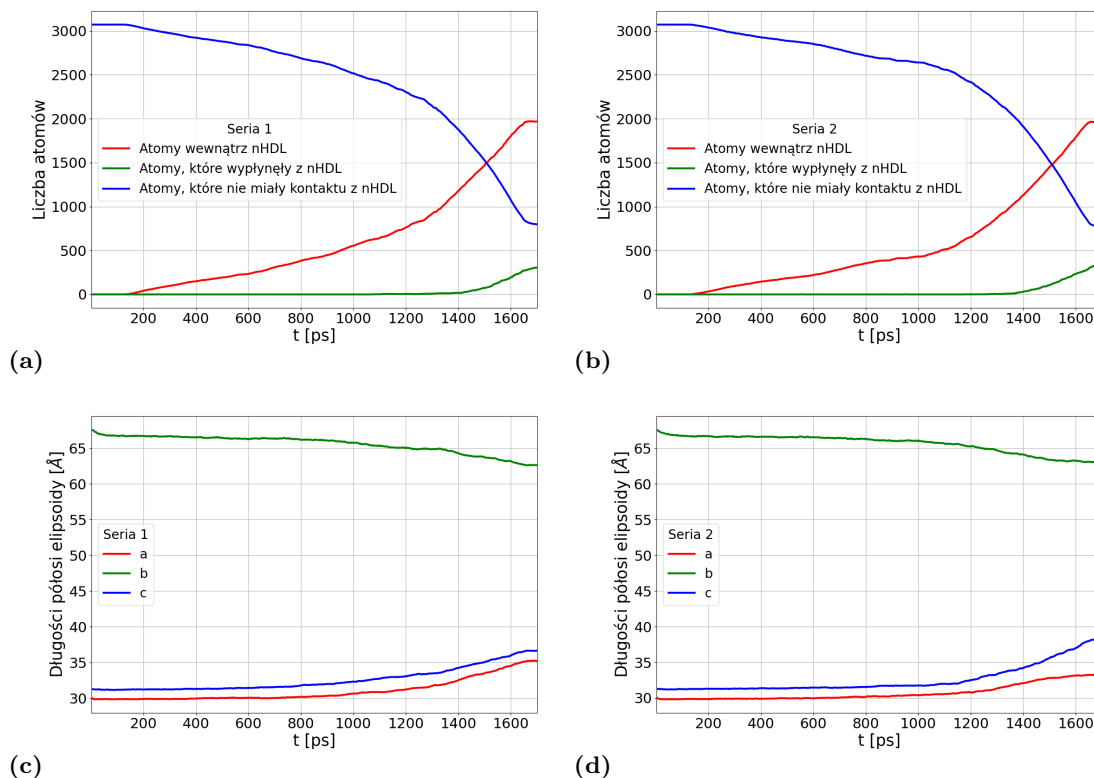 3000
2500
2000
1500
1000
500
0
Liczba atomów
Seria 1
Atomy wewnątrz nHDL
Atomy, które wypłynęły z nHDL
Atomy, które nie miały kontaktu z nHDL
200 400 600 800 1000 1200 1400 1600
t [ps]
(a)
3000
2500
2000
1500
1000
500
0
Liczba atomów
Seria 2
Atomy wewnątrz nHDL
Atomy, które wypłynęły z nHDL
Atomy, które nie miały kontaktu z nHDL
200 400 600 800 1000 1200 1400 1600
t [ps]
(b)
65
60
55
50
45
40
35
30
Długości półosi elipsoidy [Å]
Seria 1
a
b
c
200 400 600 800 1000 1200 1400 1600
t [ps]
(c)
65
60
55
50
45
40
35
30
Długości półosi elipsoidy [Å]
Seria 2
a
b
c
200 400 600 800 1000 1200 1400 1600
t [ps]
(d)